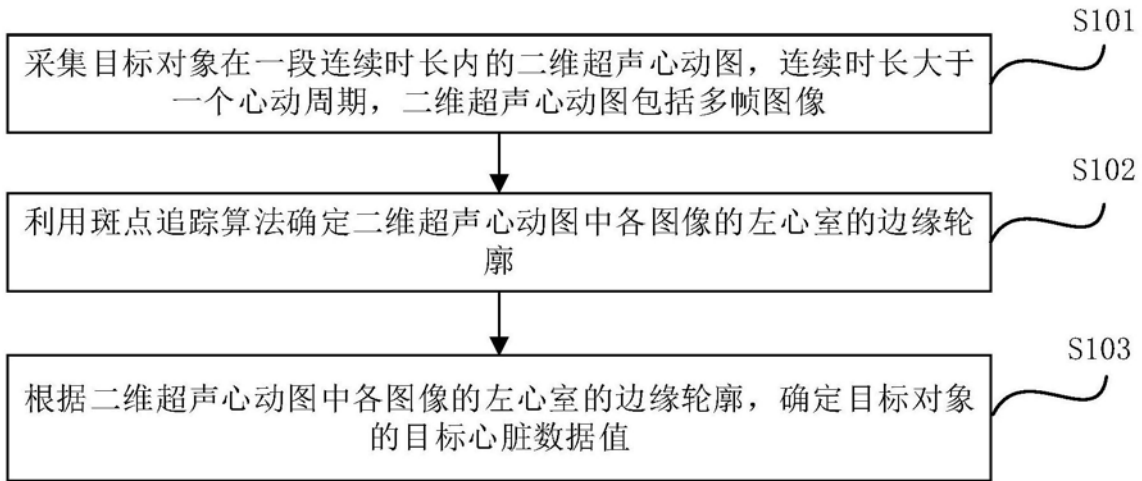 S101
采集目标对象在一段连续时长内的二维超声心动图，连续时长大于
一个心动周期，二维超声心动图包括多帧图像
S102
利用斑点追踪算法确定二维超声心动图中各图像的左心室的边缘轮
廓
S103
根据二维超声心动图中各图像的左心室的边缘轮廓，确定目标对象
的目标心脏数据值